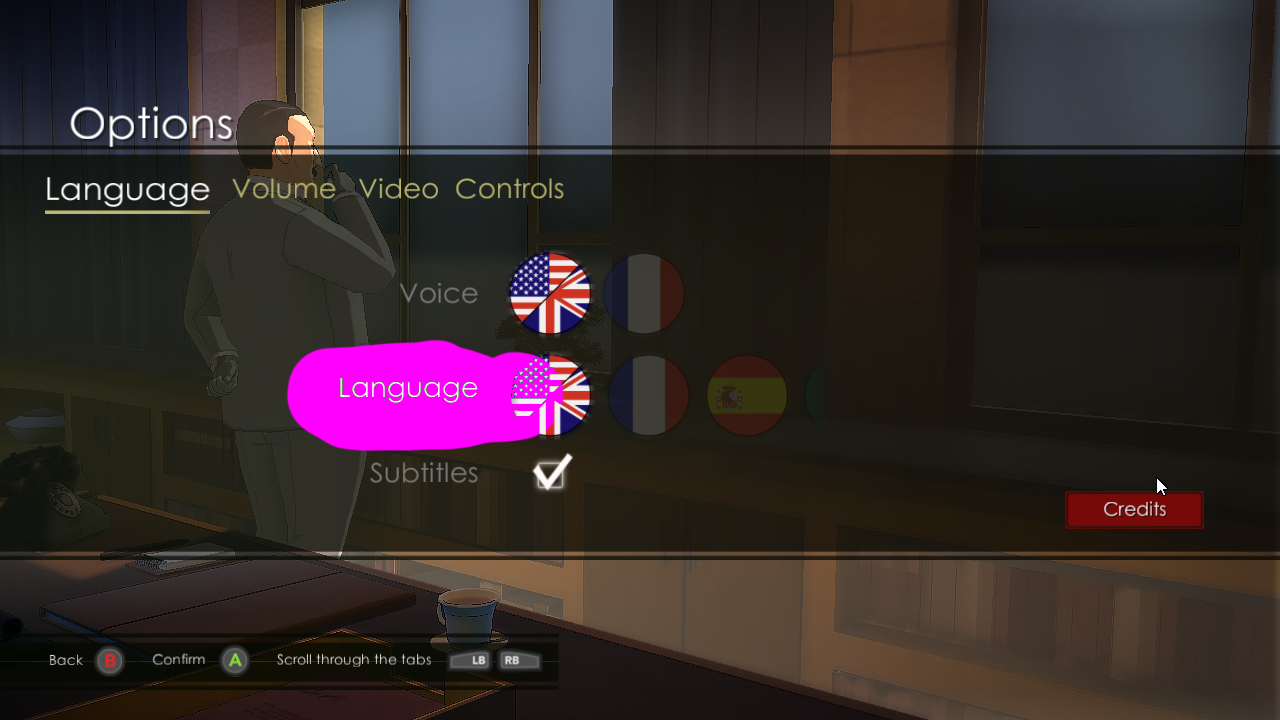 Options
Language Volume Video Controls
Voice
Language
Subtitles
Credits
Back B Confirm A Scroll through the tabs LB RB